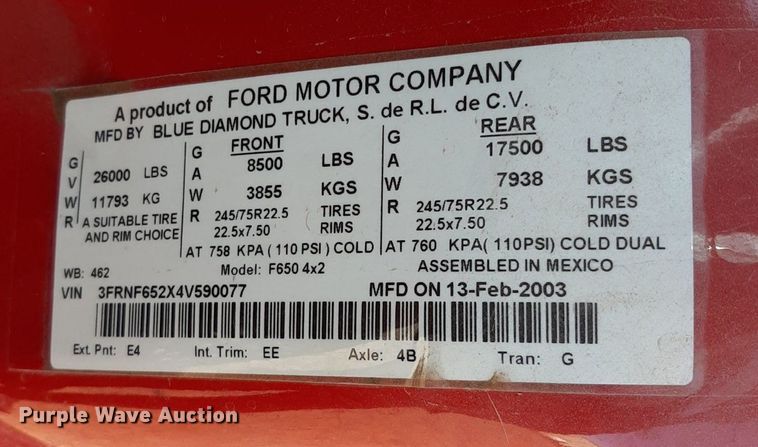 A product of FORD MOTOR COMPANY
MFD BY BLUE DIAMOND TRUCK, S. de R.L. de C.V.
GVWR
26000 LBS
11793 KG
A SUITABLE TIRE
AND RIM CHOICE
GAWR
FRONT
8500 LBS
3855 KGS
245/75R22.5 TIRES
22.5x7.50 RIMS
AT 758 KPA ( 110 PSI ) COLD
GAWR
REAR
17500 LBS
7938 KGS
245/75R22.5 TIRES
22.5x7.50 RIMS
AT 760 KPA( 110PSI) COLD DUAL
WB: 462 Model: F650 4x2 ASSEMBLED IN MEXICO
VIN 3FRNF652X4V590077 MFD ON 13-Feb-2003
Ext. Pnt: E4 Int. Trim: EE Axle: 4B Tran: G
Purple Wave Auction